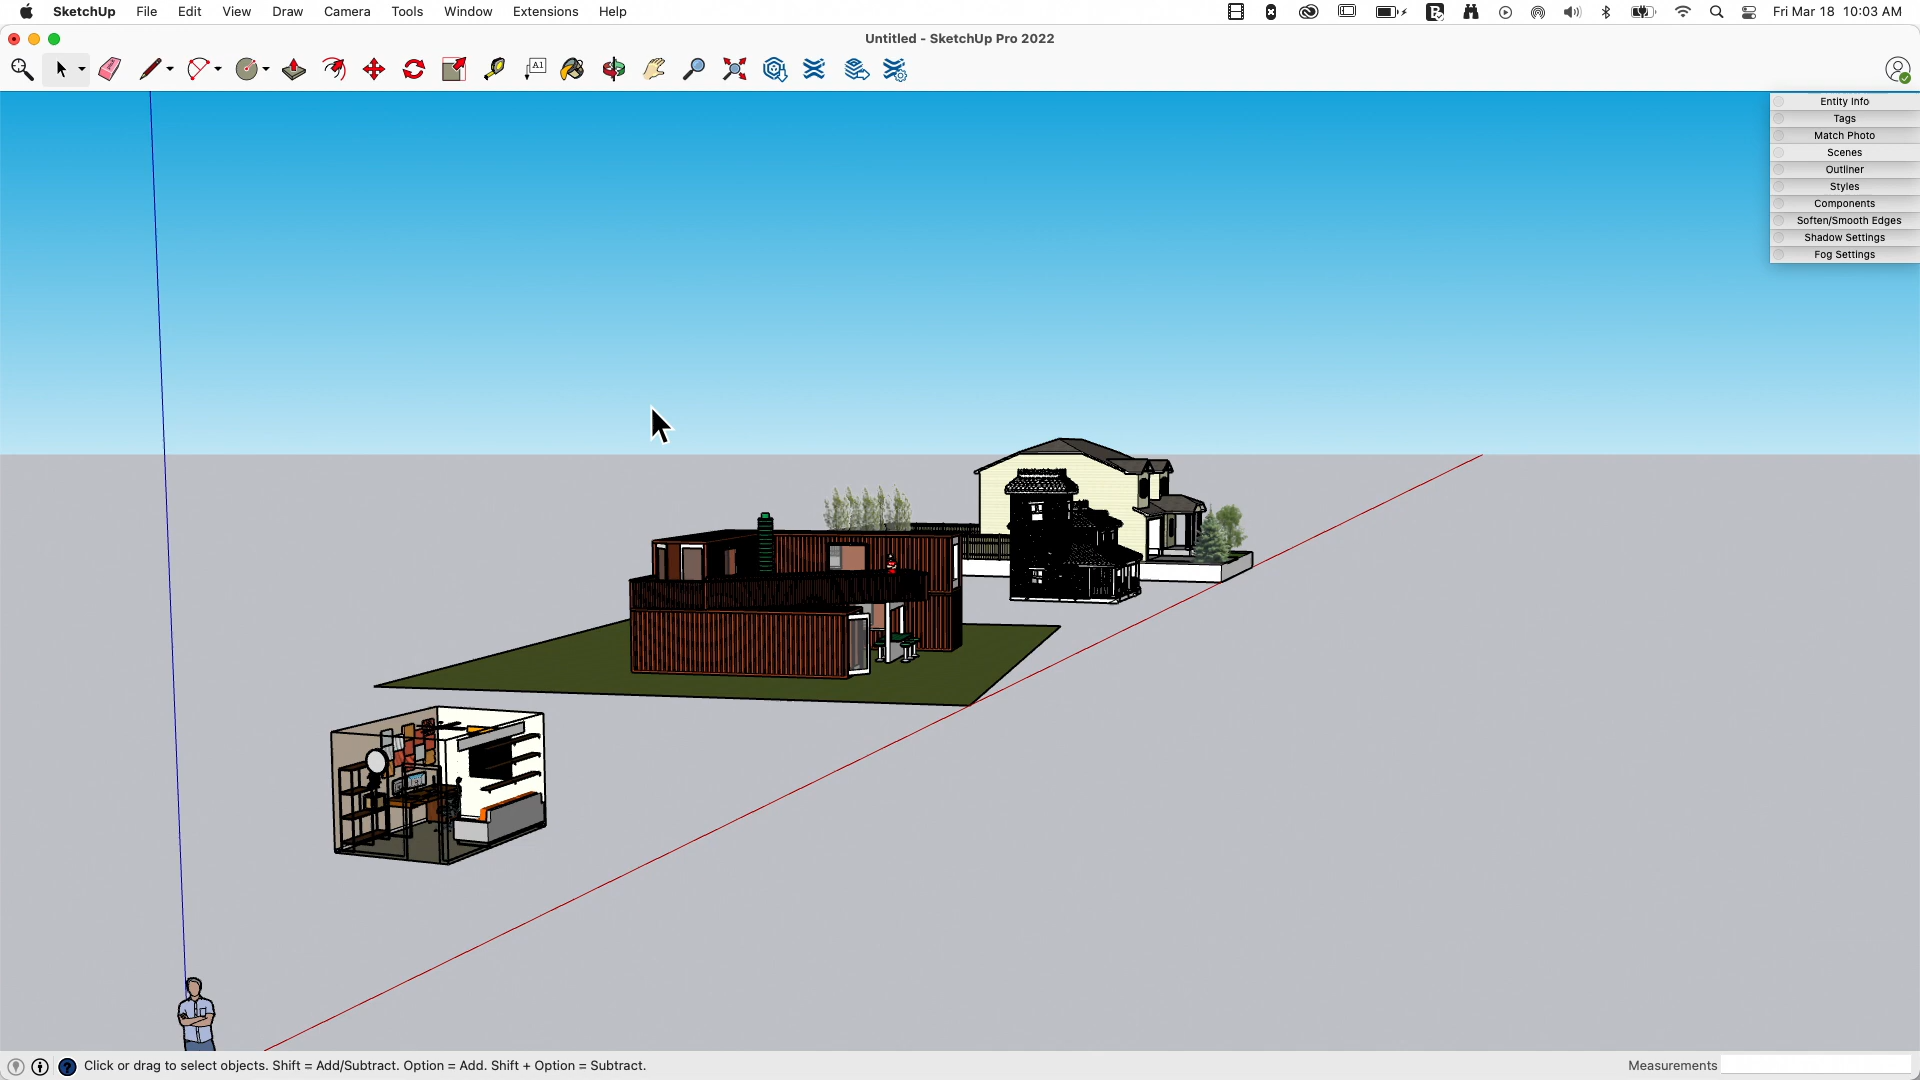 SketchUp File Edit View Draw Camera Tools Window Extensions Help Fri Mar 18 10:03 AM
Untitled - SketchUp Pro 2022
A1
Entity Info
Tags
Match Photo
Scenes
Outliner
Styles
Components
Soften/Smooth Edges
Shadow Settings
Fog Settings
Click or drag to select objects. Shift = Add/Subtract. Option = Add. Shift + Option = Subtract.
Measurements